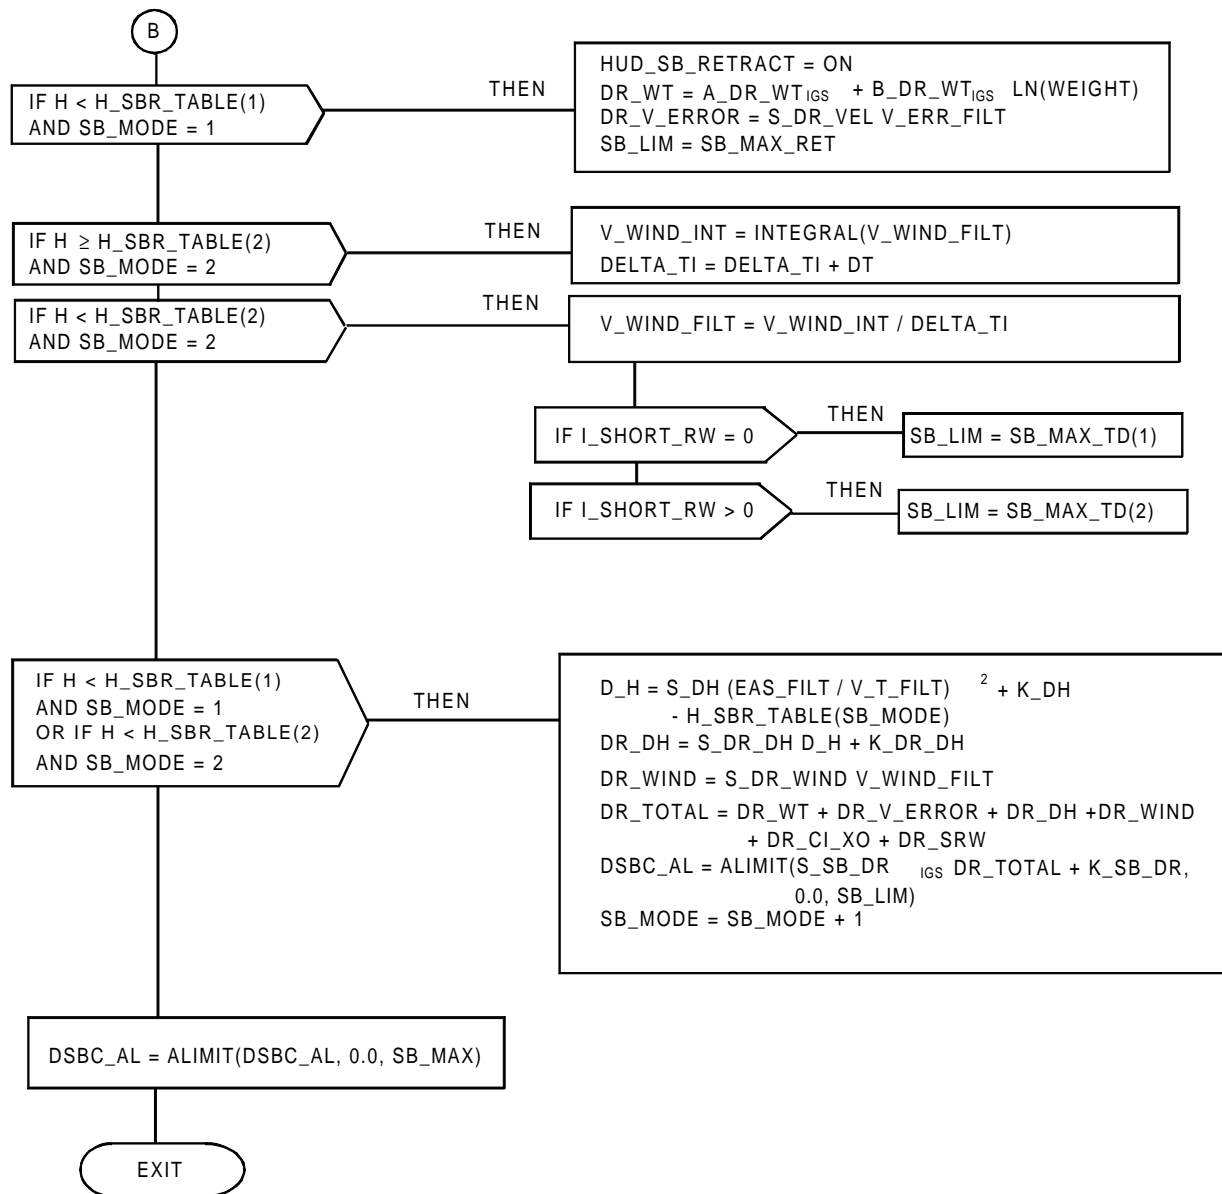 B
IF H < H_SBR_TABLE(1)
AND SB_MODE = 1
THEN
HUD_SB_RETRACT = ON
DR_WT = A_DR_WT IGS + B_DR_WT IGS LN(WEIGHT)
DR_V_ERROR = S_DR_VEL V_ERR_FILT
SB_LIM = SB_MAX_RET
IF H ≥ H_SBR_TABLE(2)
AND SB_MODE = 2
THEN
V_WIND_INT = INTEGRAL(V_WIND_FILT)
DELTA_TI = DELTA_TI + DT
IF H < H_SBR_TABLE(2)
AND SB_MODE = 2
THEN
V_WIND_FILT = V_WIND_INT / DELTA_TI
IF I_SHORT_RW = 0
THEN
SB_LIM = SB_MAX_TD(1)
IF I_SHORT_RW > 0
THEN
SB_LIM = SB_MAX_TD(2)
IF H < H_SBR_TABLE(1)
AND SB_MODE = 1
OR IF H < H_SBR_TABLE(2)
AND SB_MODE = 2
THEN
D_H = S_DH (EAS_FILT / V_T_FILT) 2 + K_DH
- H_SBR_TABLE(SB_MODE)
DR_DH = S_DR_DH D_H + K_DR_DH
DR_WIND = S_DR_WIND V_WIND_FILT
DR_TOTAL = DR_WT + DR_V_ERROR + DR_DH +DR_WIND
+ DR_CI_XO + DR_SRW
DSBC_AL = ALIMIT(S_SB_DR IGS DR_TOTAL + K_SB_DR,
0.0, SB_LIM)
SB_MODE = SB_MODE + 1
DSBC_AL = ALIMIT(DSBC_AL, 0.0, SB_MAX)
EXIT